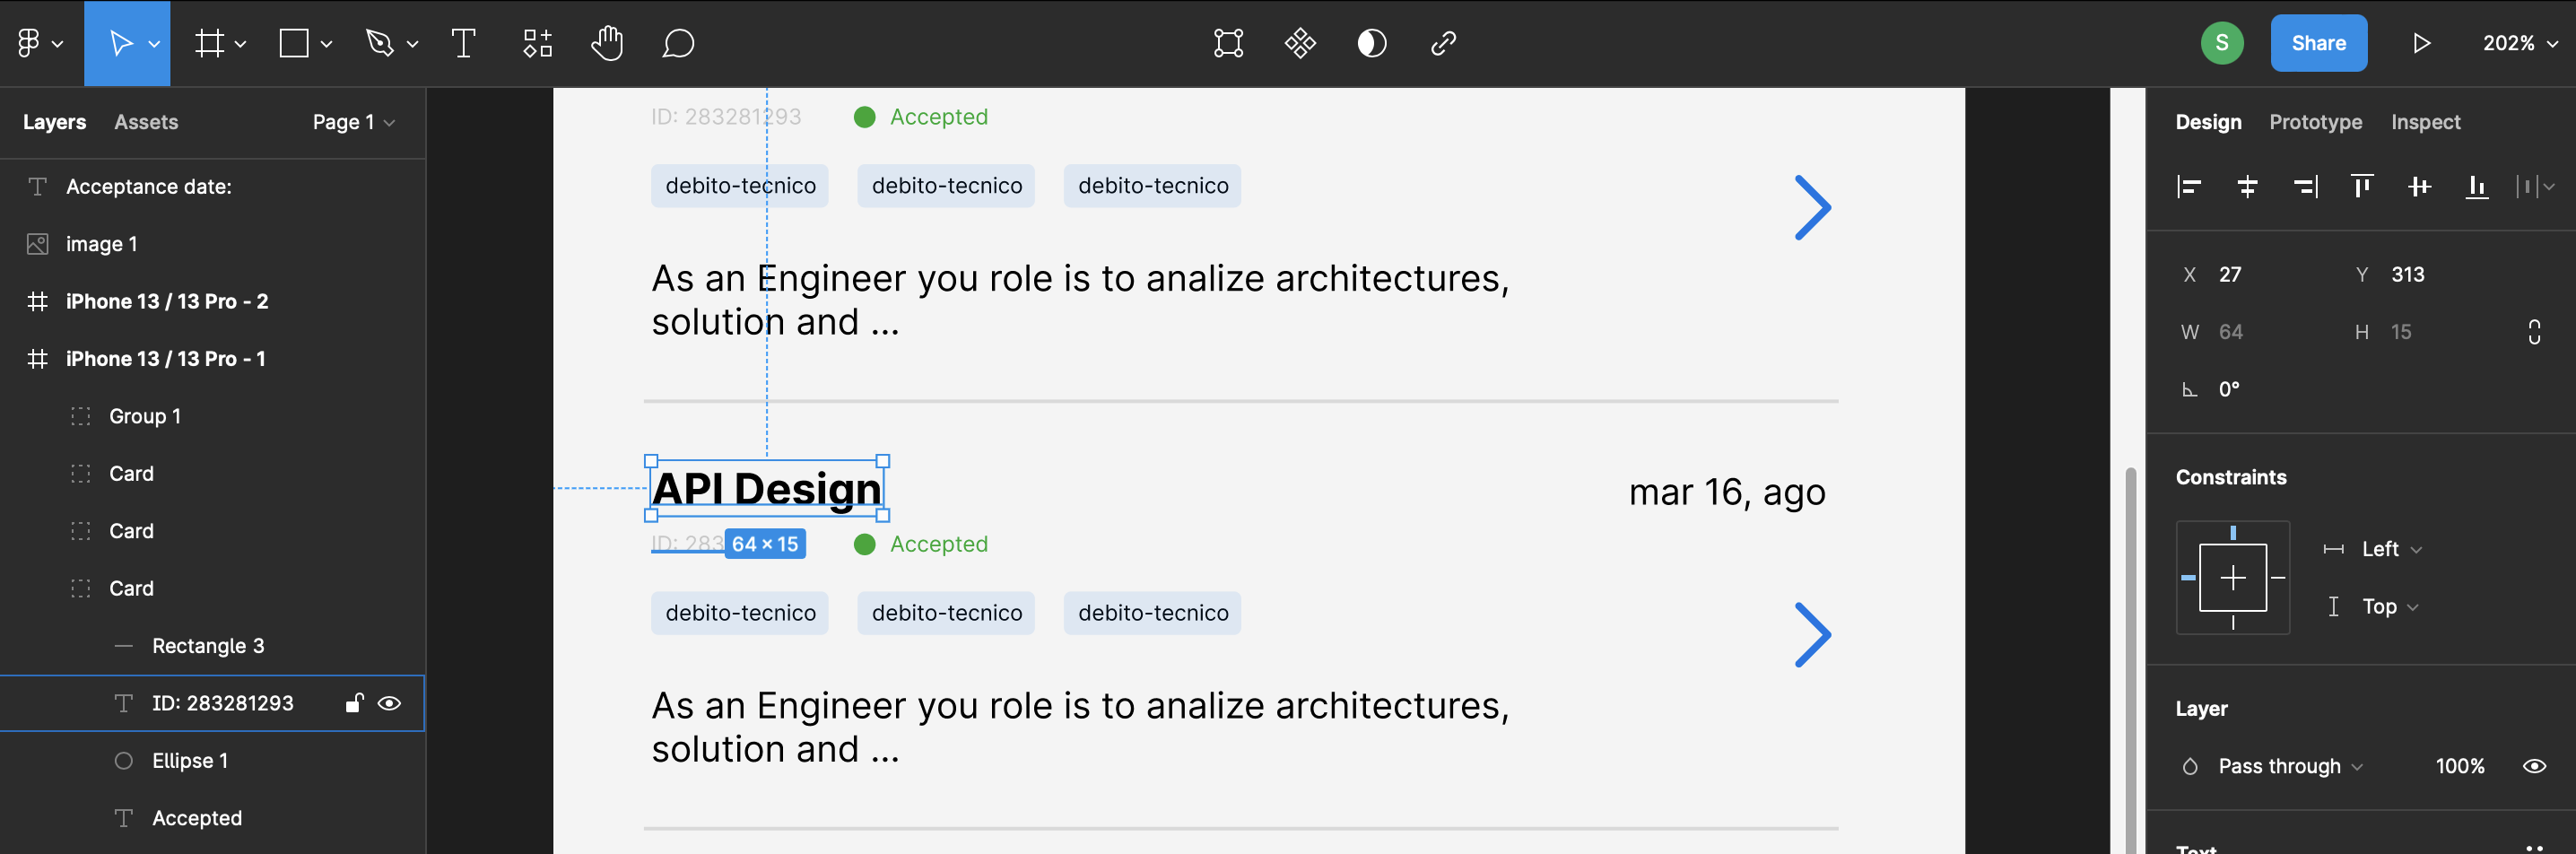 S
Share
202%
Layers
Assets
Page 1
Acceptance date:
image 1
iPhone 13 / 13 Pro - 2
iPhone 13 / 13 Pro - 1
Group 1
Card
Card
Card
Rectangle 3
ID: 283281293
Ellipse 1
Accepted
ID: 283281293
Accepted
debito-tecnico
debito-tecnico
debito-tecnico
As an Engineer you role is to analize architectures,
solution and ...
API Design
mar 16, ago
ID: 283
64 × 15
Accepted
debito-tecnico
debito-tecnico
debito-tecnico
As an Engineer you role is to analize architectures,
solution and ...
Design
Prototype
Inspect
X 27
Y 313
W 64
H 15
0°
Constraints
Left
Top
Layer
Pass through
100%
Text